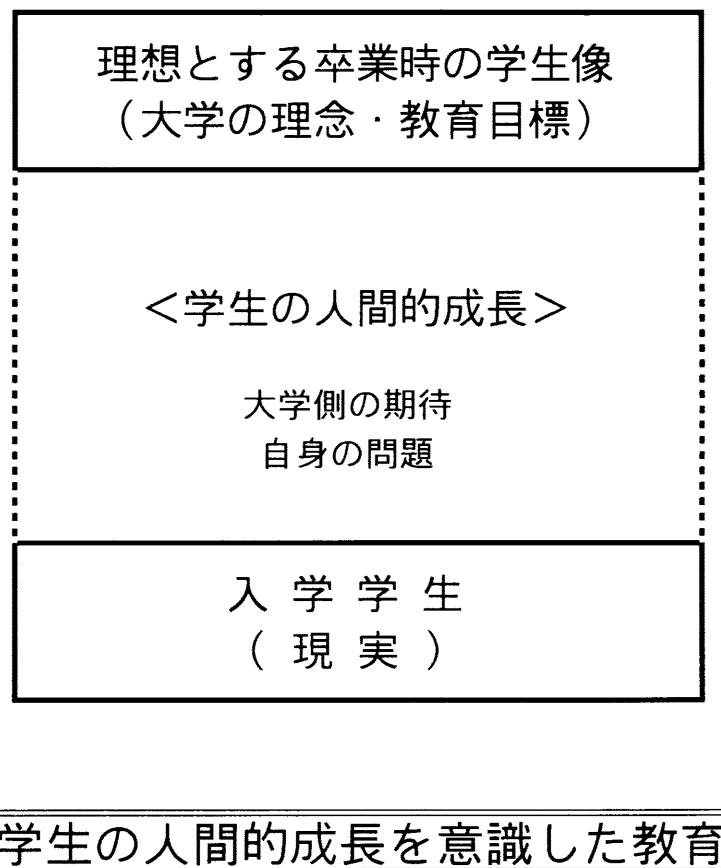 理想とする卒業時の学生像
（大学の理念・教育目標）
＜学生の人間的成長＞
大学側の期待
自身の問題
入 学 学 生
（ 現 実 ）
学生の人間的成長を意識した教育